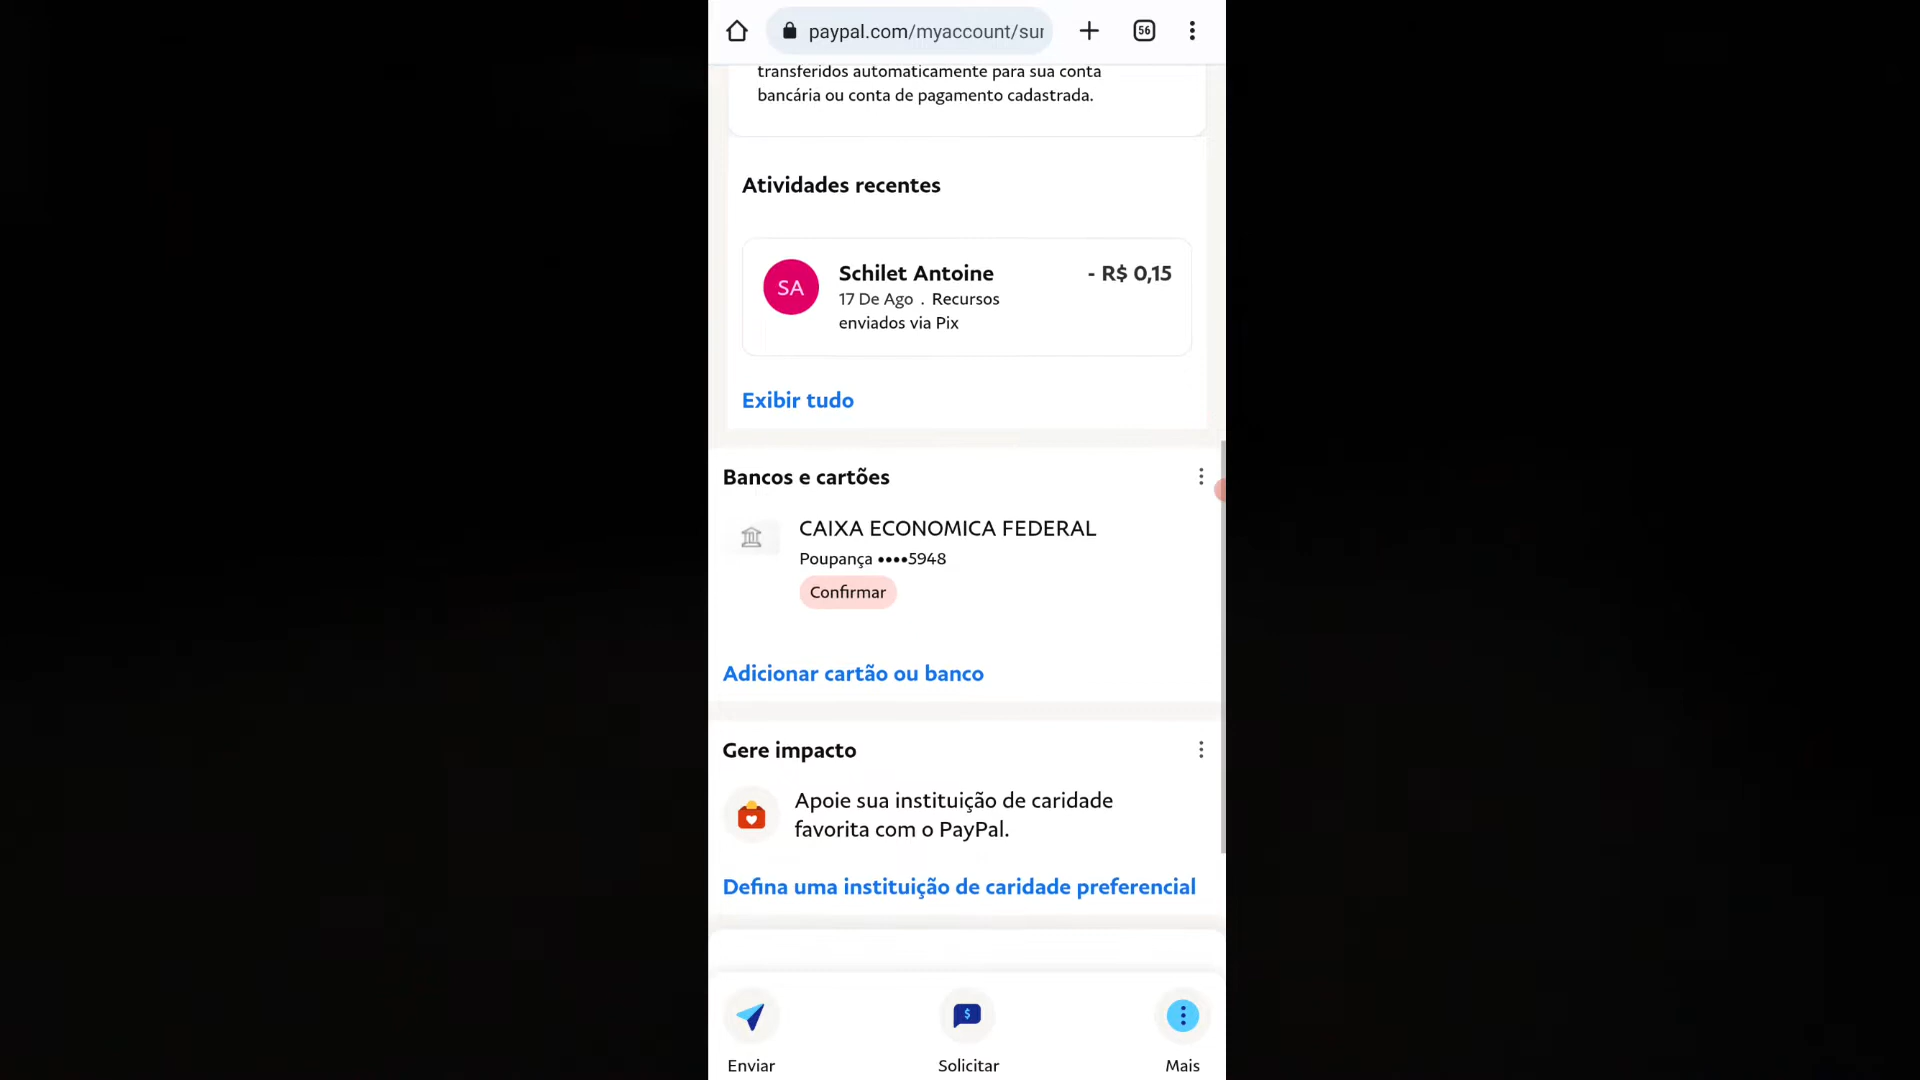 paypal.com/myaccount/sur
56
transferidos automaticamente para sua conta
bancária ou conta de pagamento cadastrada.
Atividades recentes
SA
Schilet Antoine
- R$ 0,15
17 De Ago . Recursos
enviados via Pix
Exibir tudo
Bancos e cartões
CAIXA ECONOMICA FEDERAL
Poupança ••••5948
Confirmar
Adicionar cartão ou banco
Gere impacto
Apoie sua instituição de caridade
favorita com o PayPal.
Defina uma instituição de caridade preferencial
$
Enviar
Solicitar
Mais